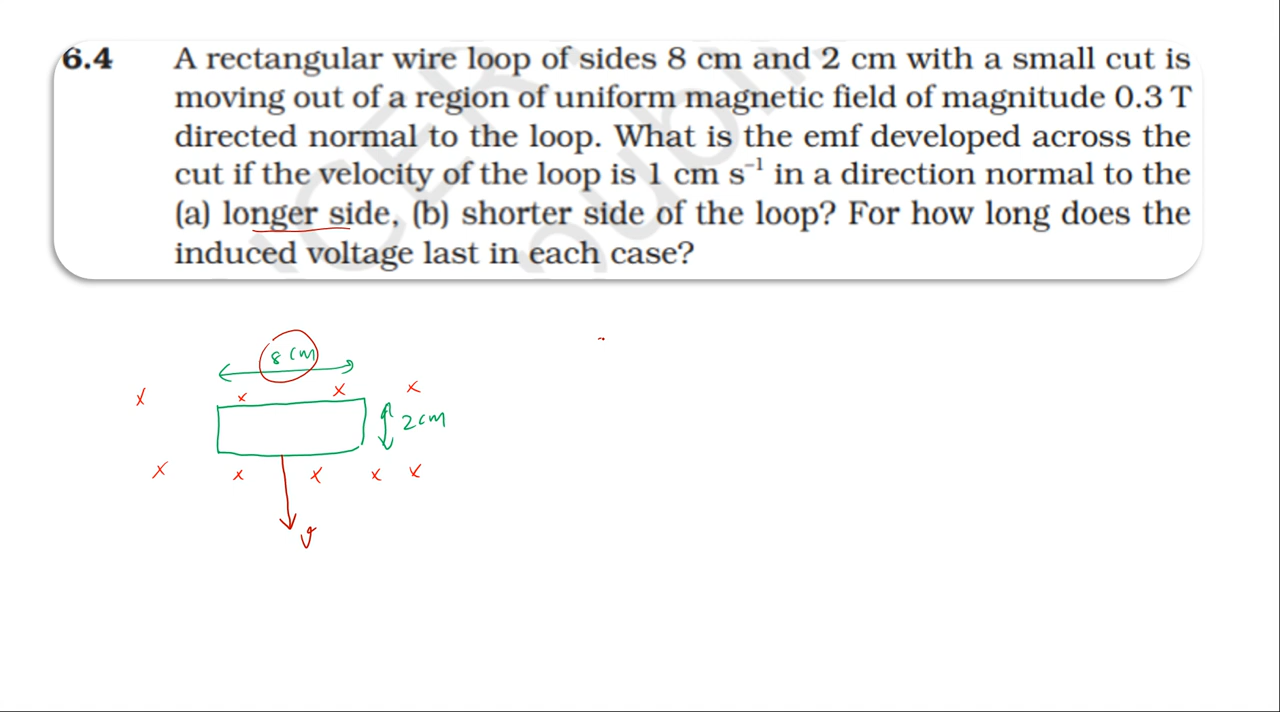 6.4 A rectangular wire loop of sides 8 cm and 2 cm with a small cut is
moving out of a region of uniform magnetic field of magnitude 0.3 T
directed normal to the loop. What is the emf developed across the
cut if the velocity of the loop is 1 cm s⁻¹ in a direction normal to the
(a) longer side, (b) shorter side of the loop? For how long does the
induced voltage last in each case?
8 cm
x x x x
2 cm
x x x x x
v